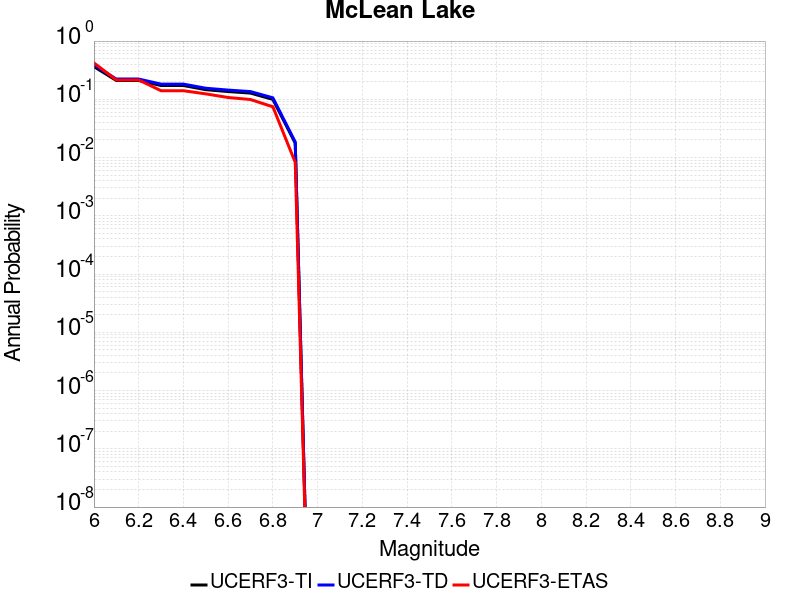 McLean Lake
10^0
10^-1
10^-2
10^-3
10^-4
10^-5
10^-6
10^-7
10^-8
Annual Probability
6 6.2 6.4 6.6 6.8 7 7.2 7.4 7.6 7.8 8 8.2 8.4 8.6 8.8 9
Magnitude
UCERF3-TI UCERF3-TD UCERF3-ETAS